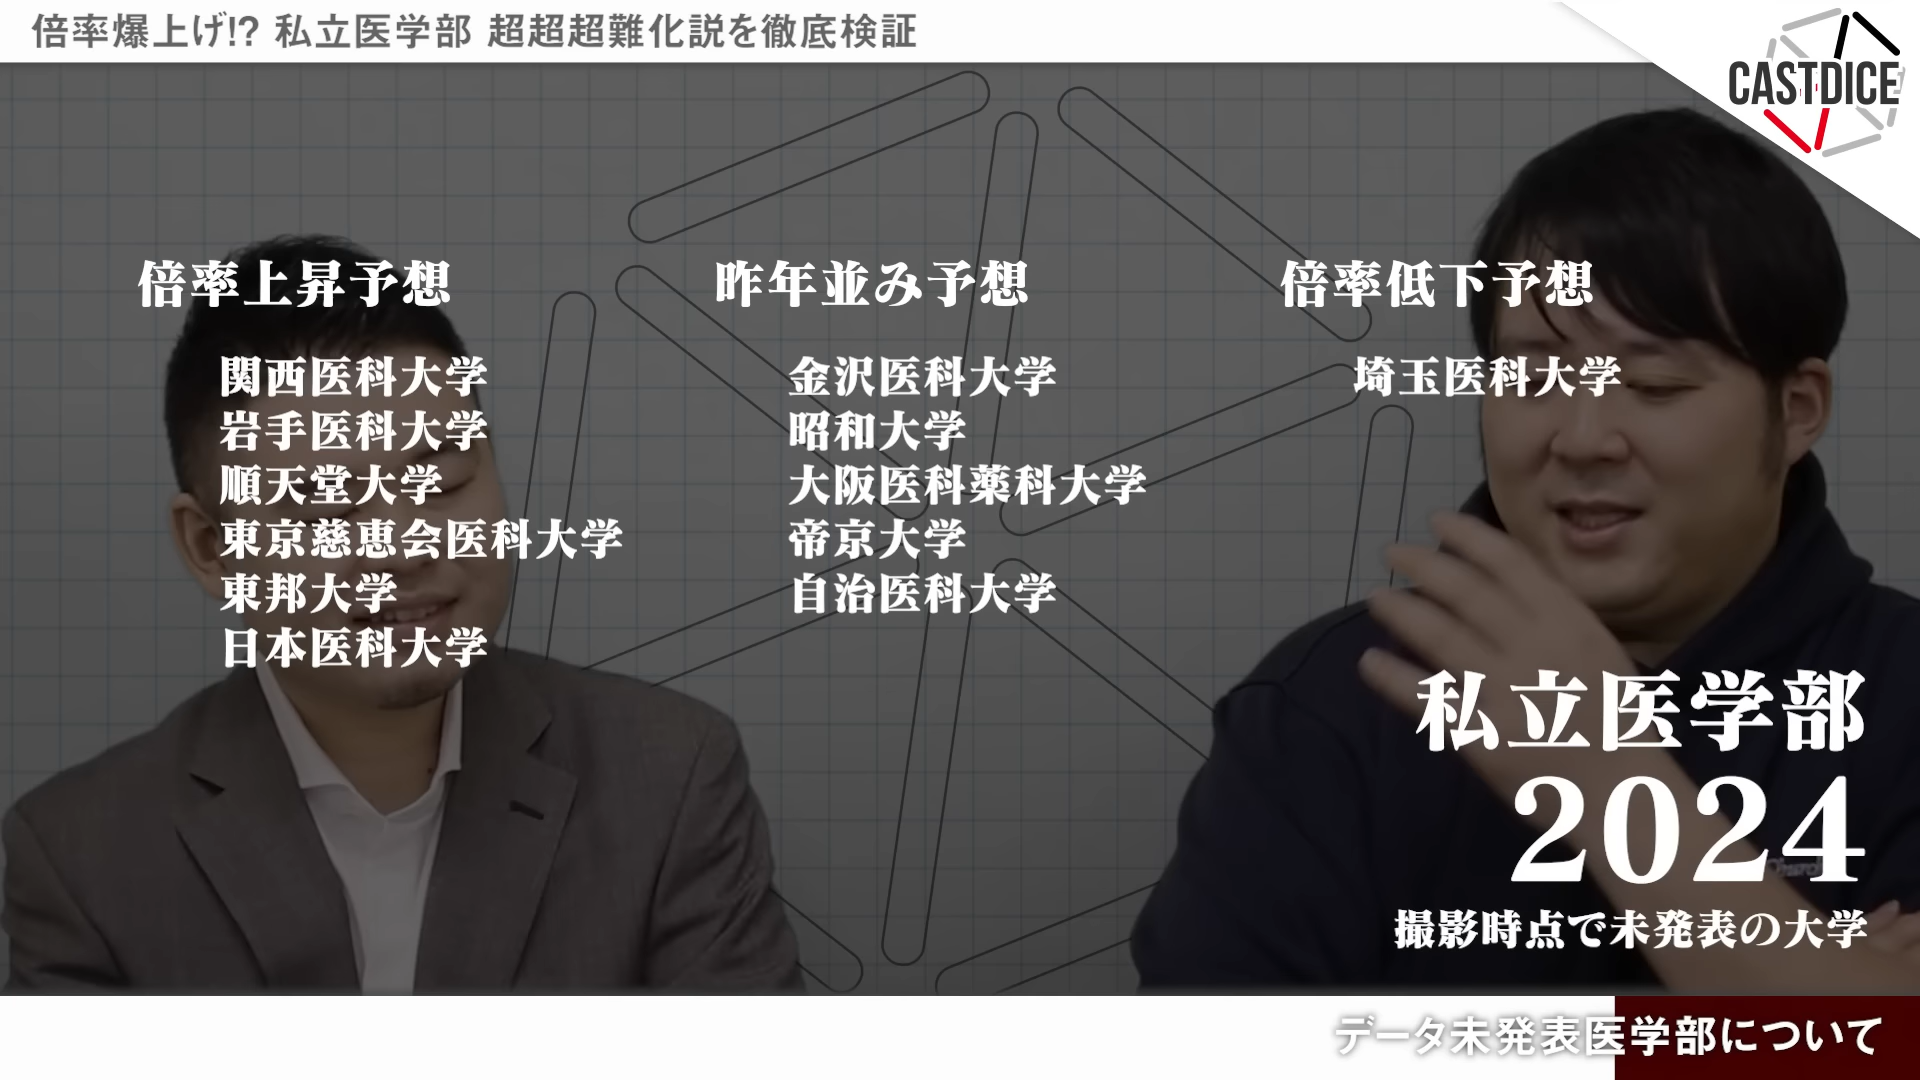 倍率爆上げ!? 私立医学部 超超超難化説を徹底検証
CASTDICE
倍率上昇予想
関西医科大学
岩手医科大学
順天堂大学
東京慈恵会医科大学
東邦大学
日本医科大学
昨年並み予想
金沢医科大学
昭和大学
大阪医科薬科大学
帝京大学
自治医科大学
倍率低下予想
埼玉医科大学
私立医学部
2024
撮影時点で未発表の大学
データ未発表医学部について